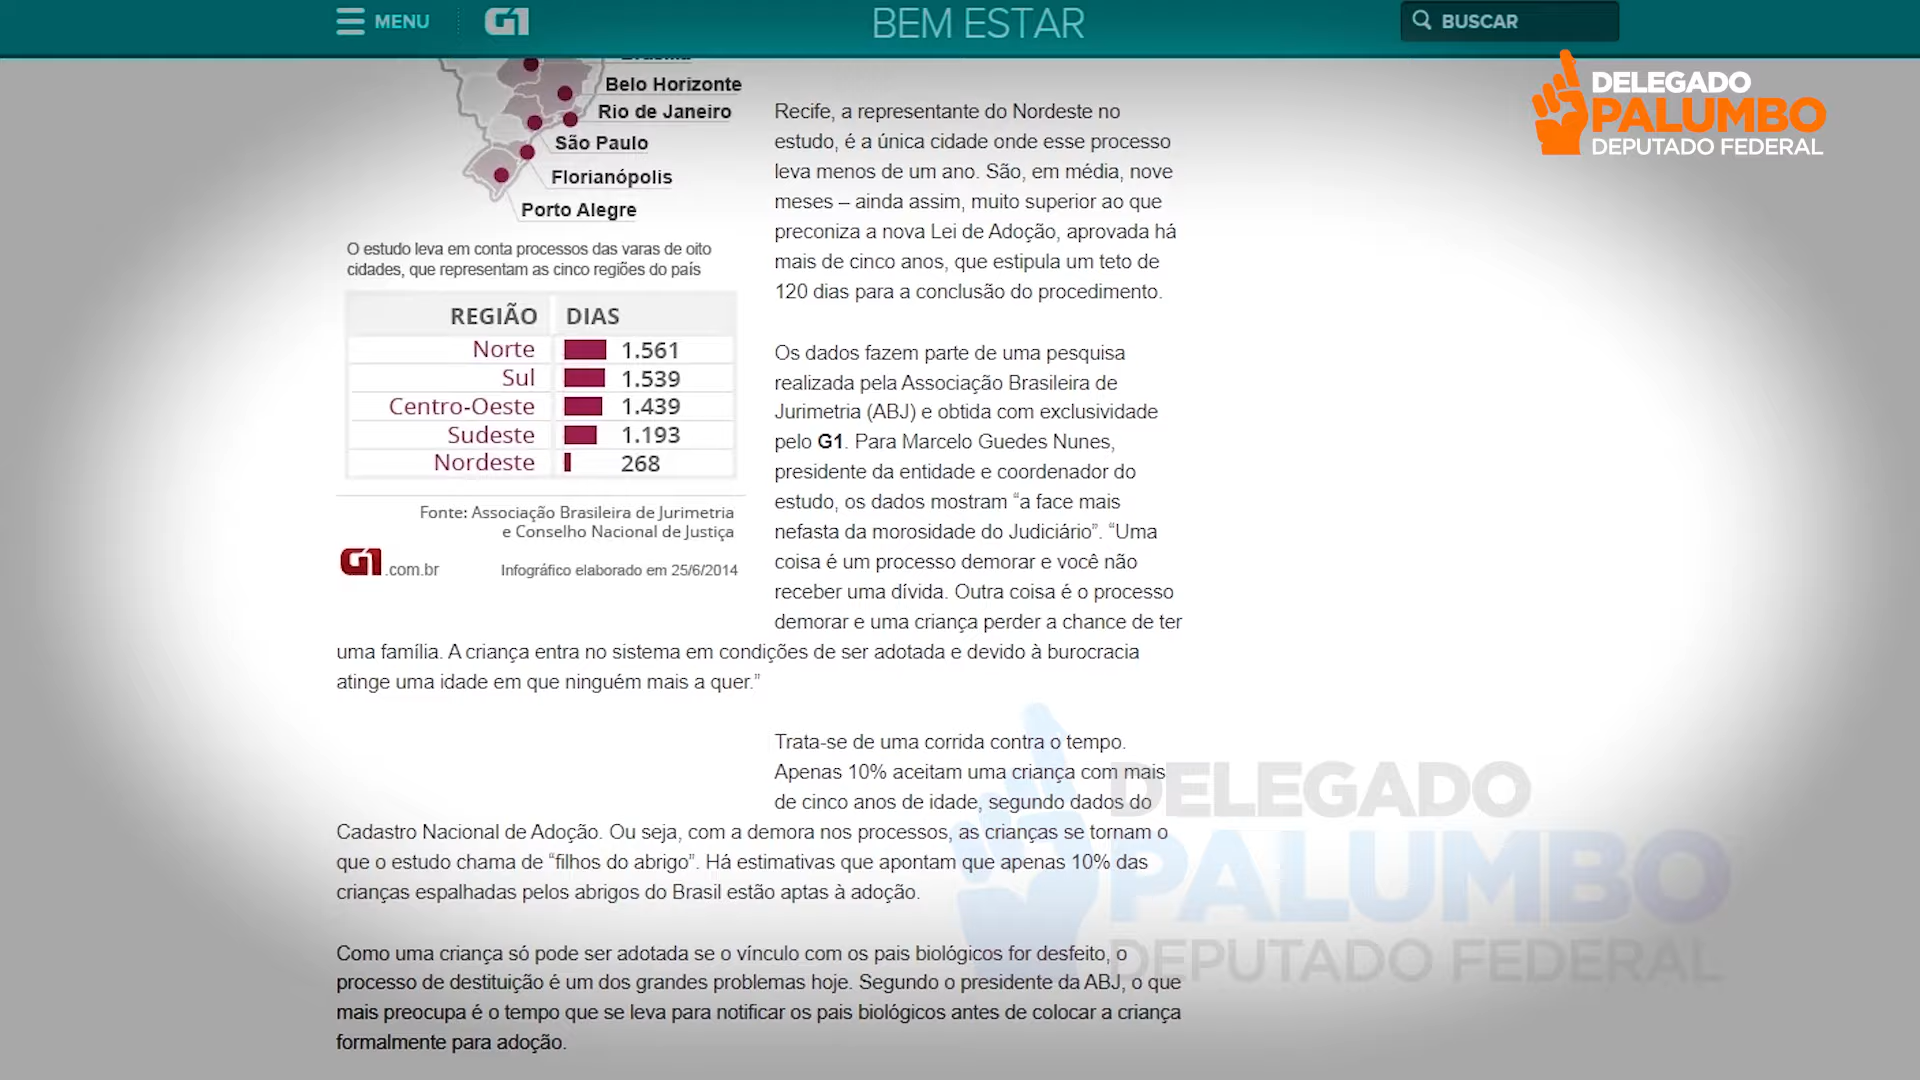 MENU
G1
BEM ESTAR
BUSCAR
DELEGADO
PALUMBO
DEPUTADO FEDERAL
Brasília
Belo Horizonte
Rio de Janeiro
São Paulo
Florianópolis
Porto Alegre
O estudo leva em conta processos das varas de oito
cidades, que representam as cinco regiões do país
REGIÃO DIAS
Norte 1.561
Sul 1.539
Centro-Oeste 1.439
Sudeste 1.193
Nordeste 268
Fonte: Associação Brasileira de Jurimetria
e Conselho Nacional de Justiça
G1.com.br
Infográfico elaborado em 25/6/2014
Recife, a representante do Nordeste no
estudo, é a única cidade onde esse processo
leva menos de um ano. São, em média, nove
meses – ainda assim, muito superior ao que
preconiza a nova Lei de Adoção, aprovada há
mais de cinco anos, que estipula um teto de
120 dias para a conclusão do procedimento.
Os dados fazem parte de uma pesquisa
realizada pela Associação Brasileira de
Jurimetria (ABJ) e obtida com exclusividade
pelo G1. Para Marcelo Guedes Nunes,
presidente da entidade e coordenador do
estudo, os dados mostram “a face mais
nefasta da morosidade do Judiciário”. “Uma
coisa é um processo demorar e você não
receber uma dívida. Outra coisa é o processo
demorar e uma criança perder a chance de ter
uma família. A criança entra no sistema em condições de ser adotada e devido à burocracia
atinge uma idade em que ninguém mais a quer.”
Trata-se de uma corrida contra o tempo.
Apenas 10% aceitam uma criança com mais
de cinco anos de idade, segundo dados do
Cadastro Nacional de Adoção. Ou seja, com a demora nos processos, as crianças se tornam o
que o estudo chama de “filhos do abrigo”. Há estimativas que apontam que apenas 10% das
crianças espalhadas pelos abrigos do Brasil estão aptas à adoção.
Como uma criança só pode ser adotada se o vínculo com os pais biológicos for desfeito, o
processo de destituição é um dos grandes problemas hoje. Segundo o presidente da ABJ, o que
mais preocupa é o tempo que se leva para notificar os pais biológicos antes de colocar a criança
formalmente para adoção.
DELEGADO
PALUMBO
DEPUTADO FEDERAL